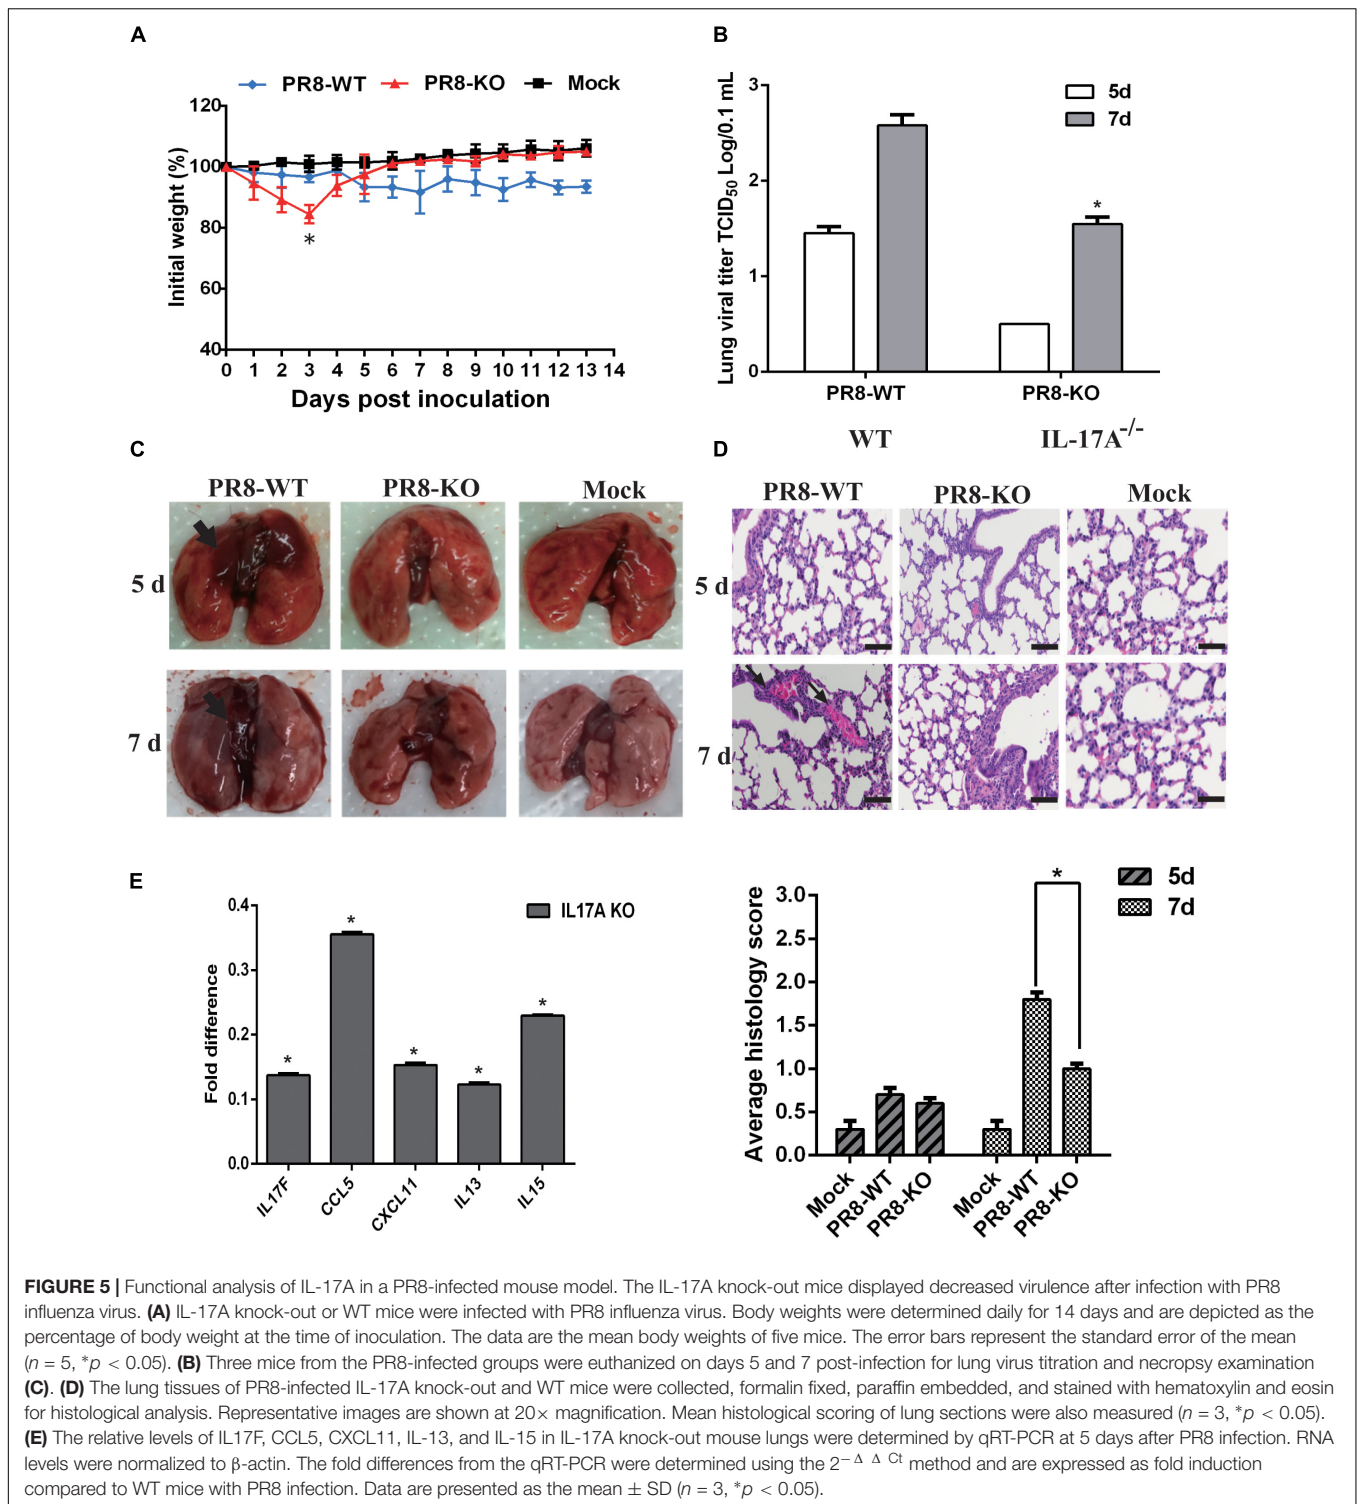 A
PR8-WT PR8-KO Mock
Initial weight (%)
120
100
80
60
40
*
0 1 2 3 4 5 6 7 8 9 10 11 12 13 14
Days post inoculation
B
Lung viral titer TCID50 Log/0.1 mL
3
2
1
0
5d
7d
*
PR8-WT PR8-KO
WT IL-17A-/-
C
PR8-WT PR8-KO Mock
5 d
7 d
D
PR8-WT PR8-KO Mock
5 d
7 d
E
Fold difference
0.4
0.3
0.2
0.1
0.0
IL17A KO
* * * * *
IL17F CCL5 CXCL11 IL13 IL15
Average histology score
3.0
2.5
2.0
1.5
1.0
0.5
0.0
5d
7d
*
Mock PR8-WT PR8-KO Mock PR8-WT PR8-KO
FIGURE 5 | Functional analysis of IL-17A in a PR8-infected mouse model. The IL-17A knock-out mice displayed decreased virulence after infection with PR8
influenza virus. (A) IL-17A knock-out or WT mice were infected with PR8 influenza virus. Body weights were determined daily for 14 days and are depicted as the
percentage of body weight at the time of inoculation. The data are the mean body weights of five mice. The error bars represent the standard error of the mean
(n = 5, *p < 0.05). (B) Three mice from the PR8-infected groups were euthanized on days 5 and 7 post-infection for lung virus titration and necropsy examination
(C). (D) The lung tissues of PR8-infected IL-17A knock-out and WT mice were collected, formalin fixed, paraffin embedded, and stained with hematoxylin and eosin
for histological analysis. Representative images are shown at 20× magnification. Mean histological scoring of lung sections were also measured (n = 3, *p < 0.05).
(E) The relative levels of IL17F, CCL5, CXCL11, IL-13, and IL-15 in IL-17A knock-out mouse lungs were determined by qRT-PCR at 5 days after PR8 infection. RNA
levels were normalized to β-actin. The fold differences from the qRT-PCR were determined using the 2−Δ Δ Ct method and are expressed as fold induction
compared to WT mice with PR8 infection. Data are presented as the mean ± SD (n = 3, *p < 0.05).